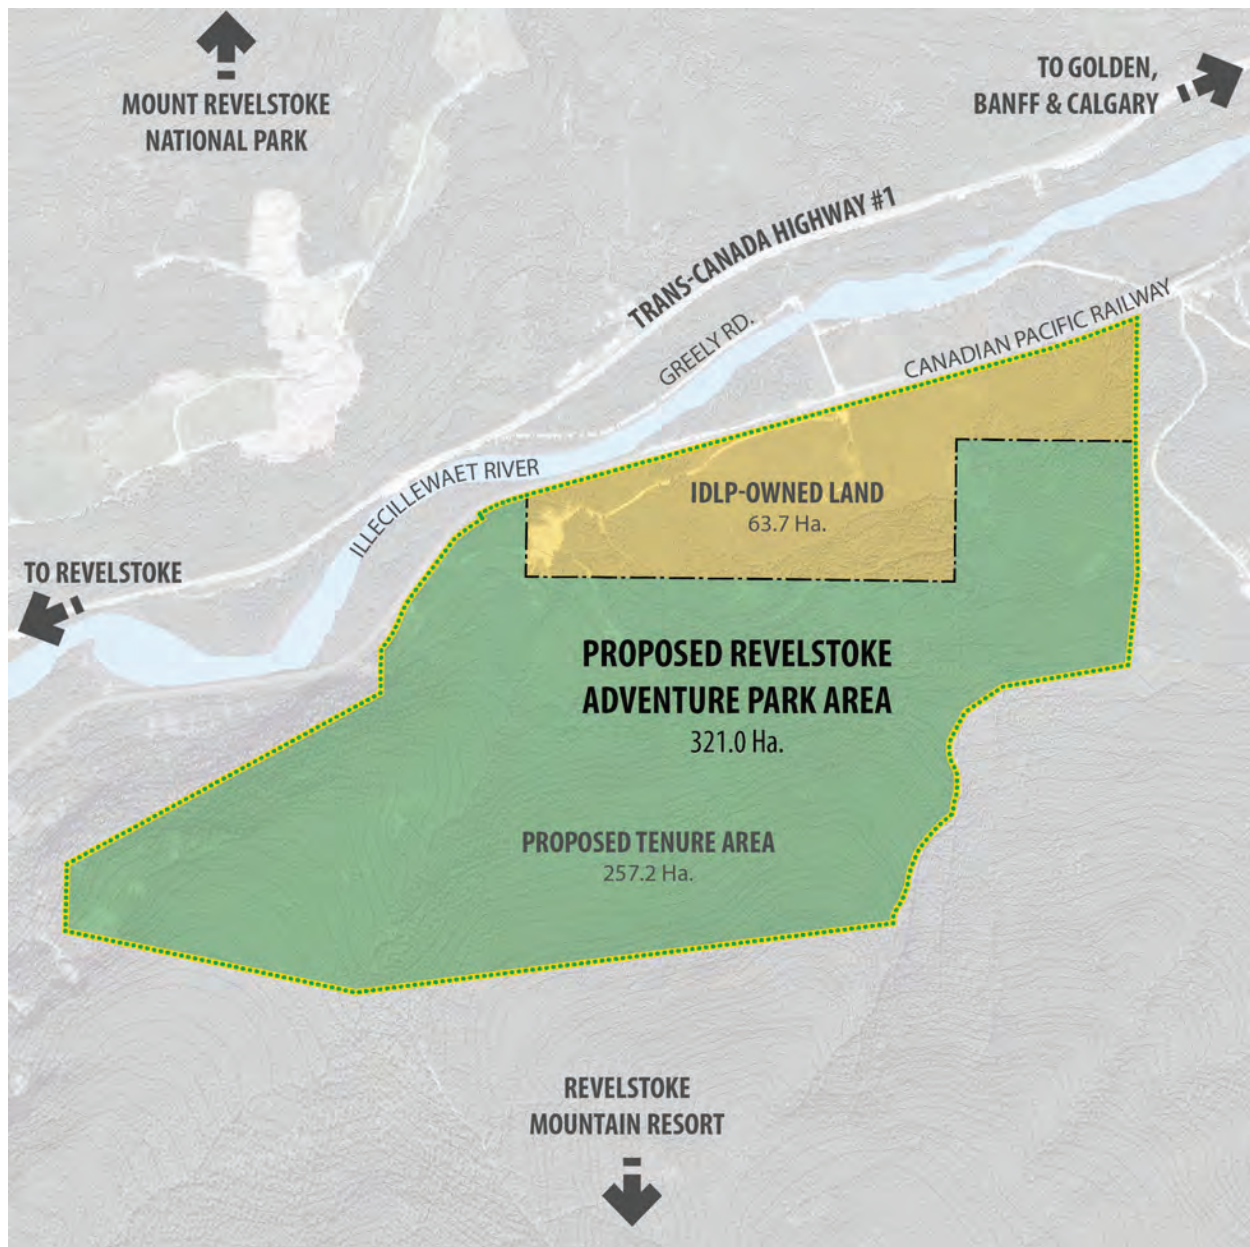 MOUNT REVELSTOKE
NATIONAL PARK
TO GOLDEN,
BANFF & CALGARY
TRANS-CANADA HIGHWAY #1
GREELY RD.
CANADIAN PACIFIC RAILWAY
ILLECILLEWAET RIVER
IDLP-OWNED LAND
63.7 Ha.
TO REVELSTOKE
PROPOSED REVELSTOKE
ADVENTURE PARK AREA
321.0 Ha.
PROPOSED TENURE AREA
257.2 Ha.
REVELSTOKE
MOUNTAIN RESORT